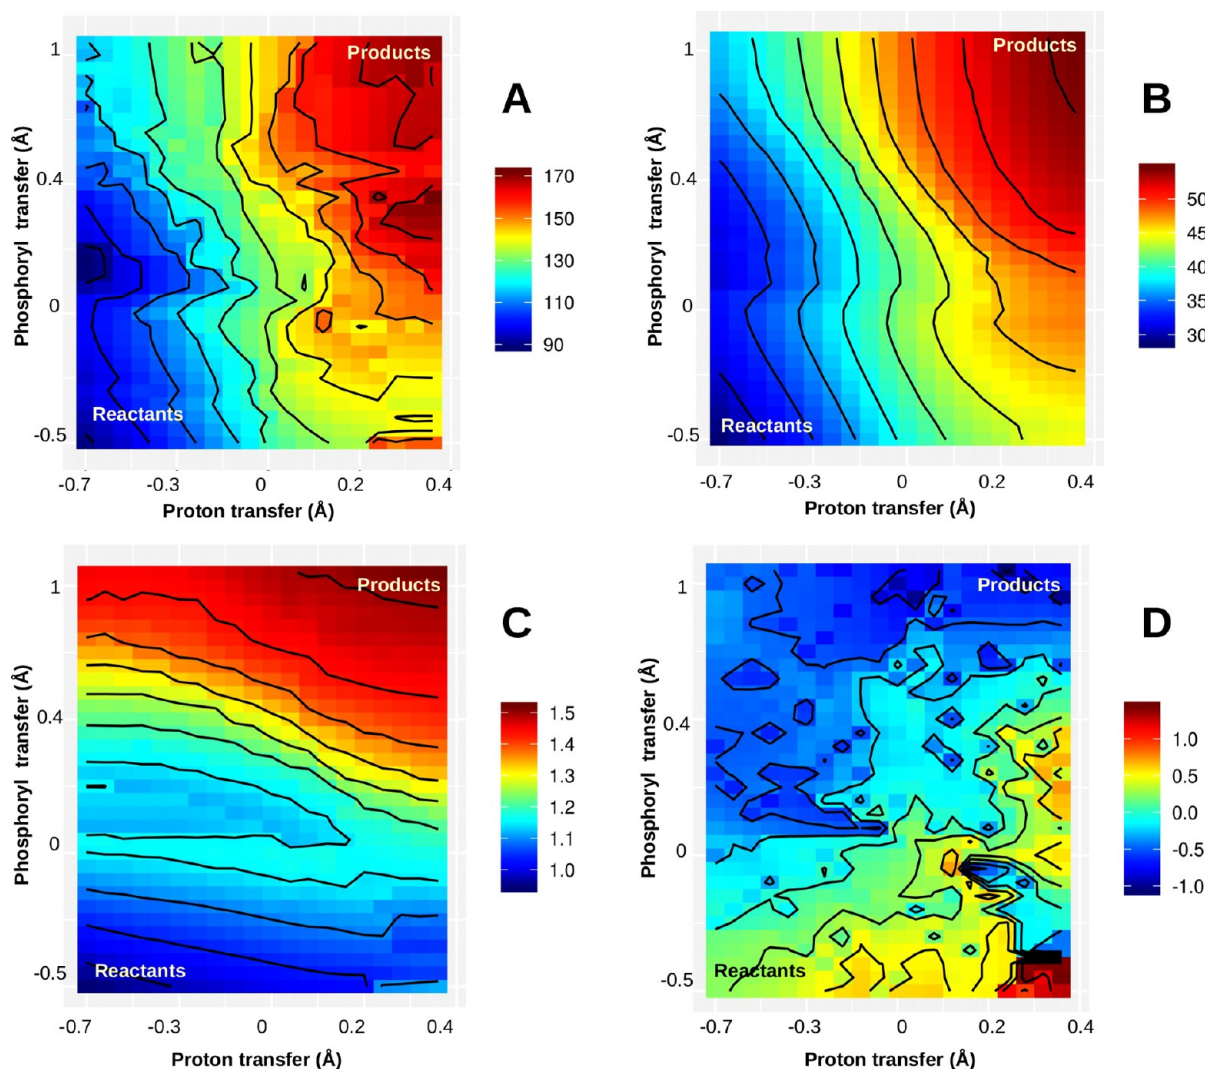 A
Products
Reactants
1
0.4
0
-0.5
Phosphoryl transfer (Å)
-0.7
-0.3
0
0.2
0.4
Proton transfer (Å)
170
150
130
110
90
B
Products
Reactants
1
0.4
0
-0.5
Phosphoryl transfer (Å)
-0.7
-0.3
0
0.2
0.4
Proton transfer (Å)
50
45
40
35
30
C
Products
Reactants
1
0.4
0
-0.5
Phosphoryl transfer (Å)
-0.7
-0.3
0
0.2
0.4
Proton transfer (Å)
1.5
1.4
1.3
1.2
1.1
1.0
D
Products
Reactants
1
0.4
0
-0.5
Phosphoryl transfer (Å)
-0.7
-0.3
0
0.2
0.4
Proton transfer (Å)
1.0
0.5
0.0
-0.5
-1.0